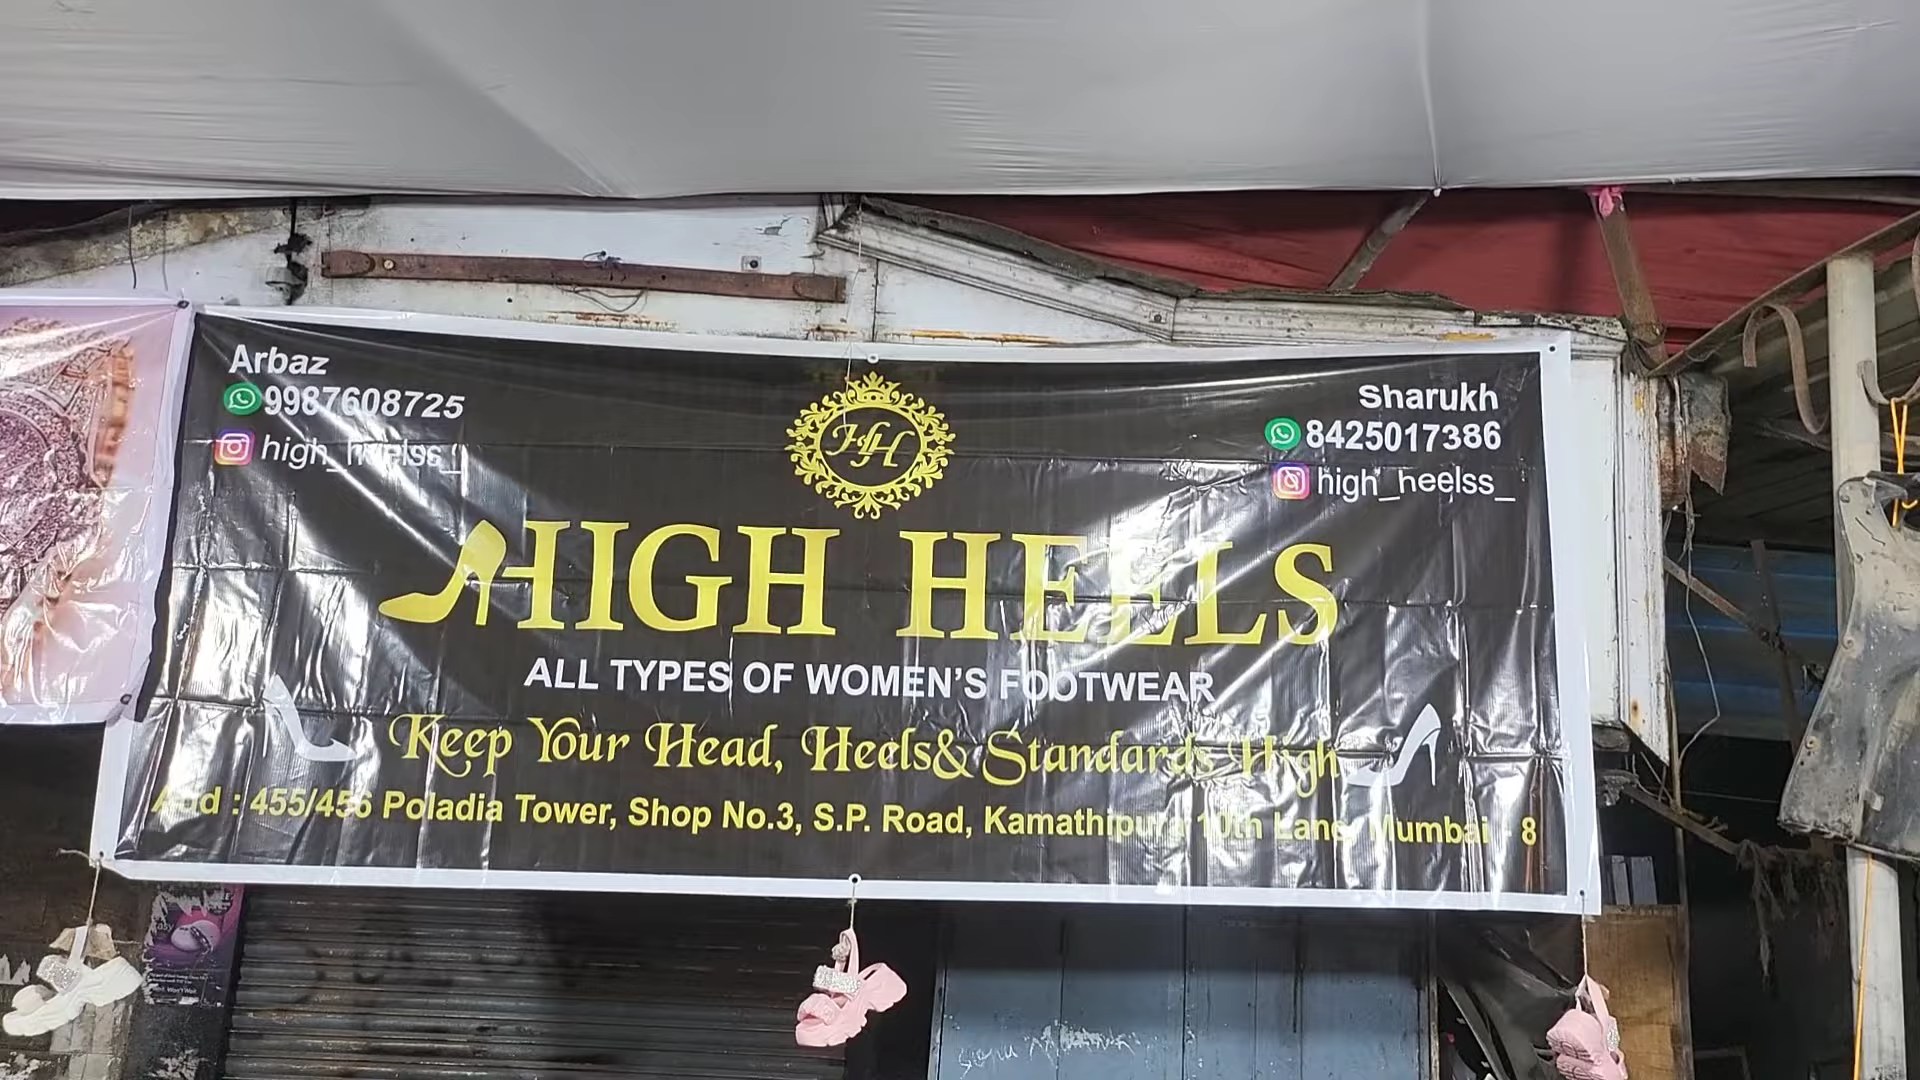 Arbaz
9987608725
high_heelss_
HH
Sharukh
8425017386
high_heelss_
HIGH HEELS
ALL TYPES OF WOMEN'S FOOTWEAR
Keep Your Head, Heels& Standards High
Add : 455/456 Poladia Tower, Shop No.3, S.P. Road, Kamathipura 10th Lane, Mumbai - 8